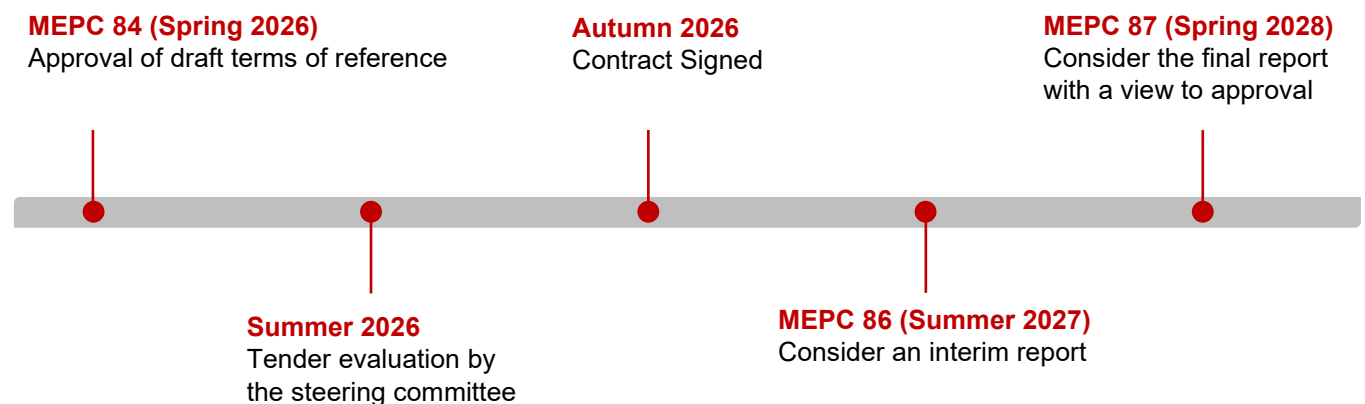 MEPC 84 (Spring 2026)
Approval of draft terms of reference
Summer 2026
Tender evaluation by
the steering committee
Autumn 2026
Contract Signed
MEPC 86 (Summer 2027)
Consider an interim report
MEPC 87 (Spring 2028)
Consider the final report
with a view to approval